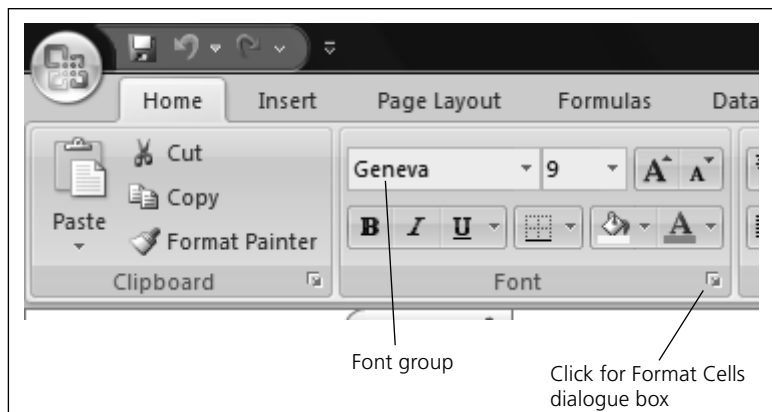 Home Insert Page Layout Formulas Data
Cut
Geneva 9 A A
Copy
Paste
Format Painter
B I U A
Clipboard Font
Font group
Click for Format Cells
dialogue box